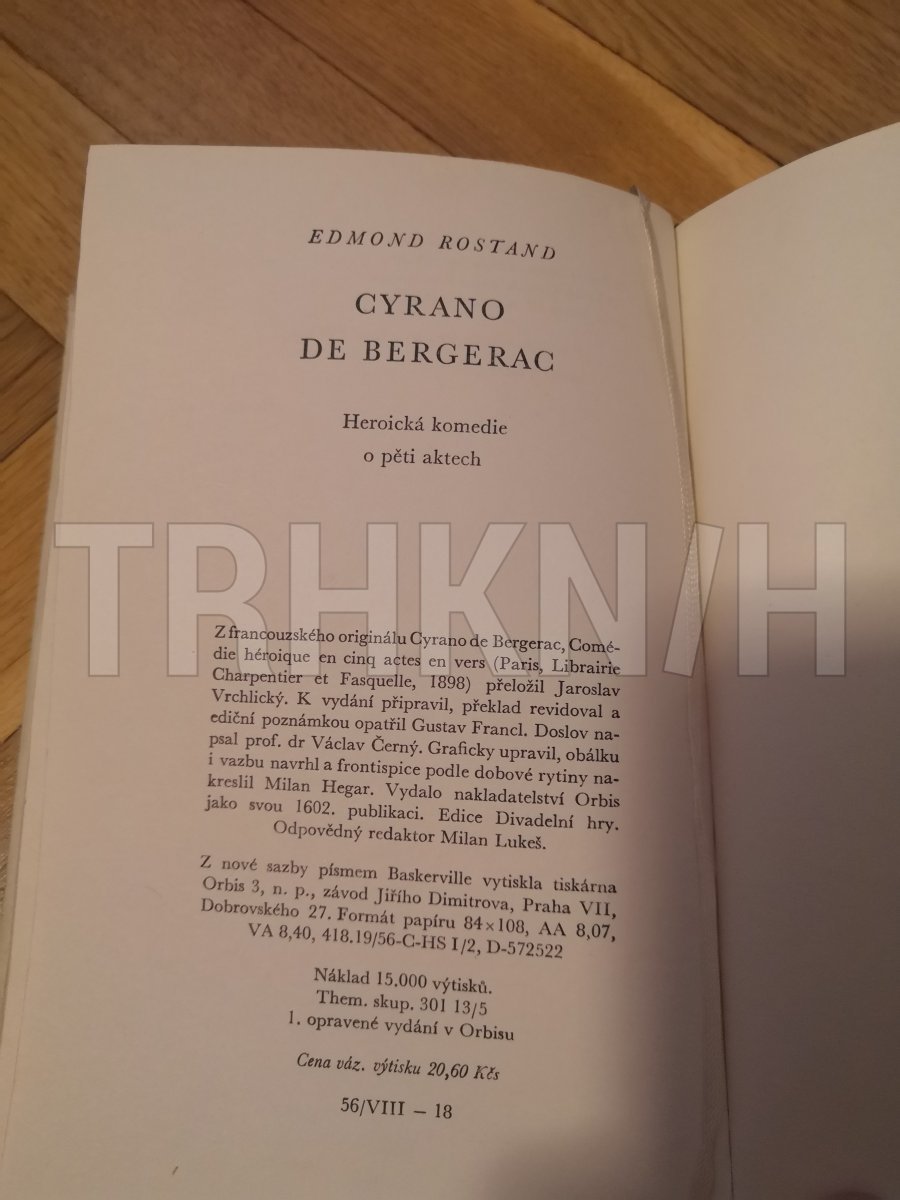 EDMOND ROSTAND
CYRANO
DE BERGERAC
Heroická komedie
o pěti aktech
TRHKNIH
Z francouzského originálu Cyrano de Bergerac, Comé-
die héroique en cinq actes en vers (Paris, Librairie
Charpentier et Fasquelle, 1898) přeložil Jaroslav
Vrchlický. K vydání připravil, překlad revidoval a
ediční poznámkou opatřil Gustav Francl. Doslov na-
psal prof. dr Václav Černý. Graficky upravil, obálku
i vazbu navrhl a frontispice podle dobové rytiny na-
kreslil Milan Hegar. Vydalo nakladatelství Orbis
jako svou 1602. publikaci. Edice Divadelní hry.
Odpovědný redaktor Milan Lukeš.
Z nové sazby písmem Baskerville vytiskla tiskárna
Orbis 3, n. p., závod Jiřího Dimitrova, Praha VII,
Dobrovského 27. Formát papíru 84×108, AA 8,07,
VA 8,40, 418.19/56-C-HS I/2, D-572522
Náklad 15.000 výtisků.
Them. skup. 301 13/5
1. opravené vydání v Orbisu
Cena váz. výtisku 20,60 Kčs
56/VIII – 18